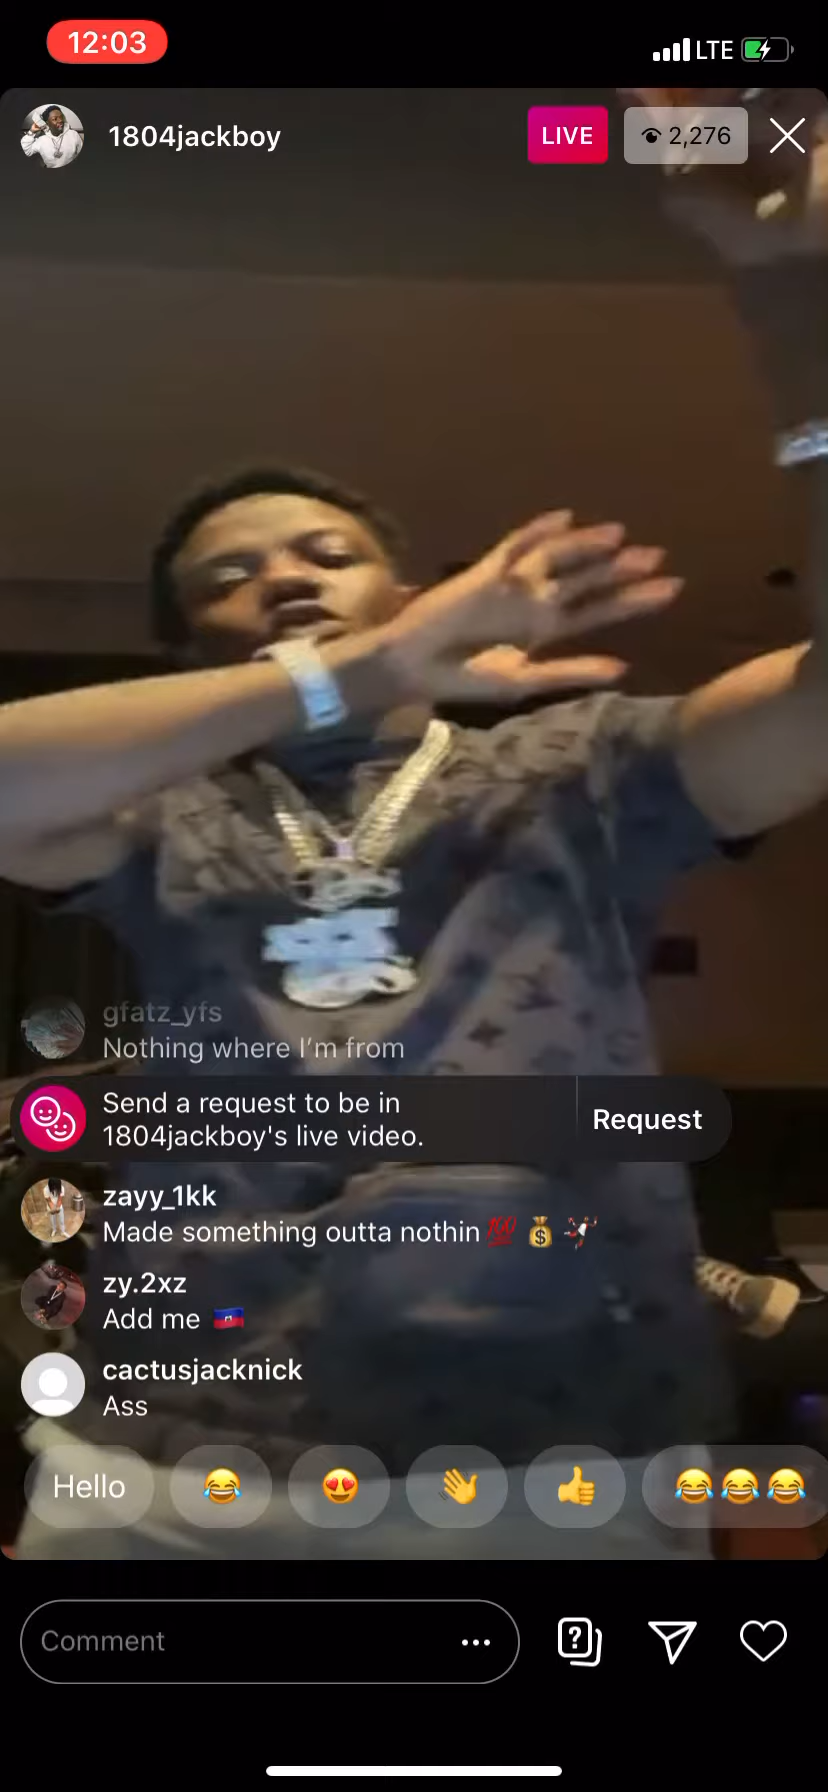 12:03
LTE
1804jackboy
LIVE
2,276
gfatz_yfs
Nothing where I'm from
Send a request to be in
1804jackboy's live video.
Request
zayy_1kk
Made something outta nothin💯 💰 🏃🏿
zy.2xz
Add me 🇭🇹
cactusjacknick
Ass
Hello
😂
😍
👋
👍
😂😂😂
Comment